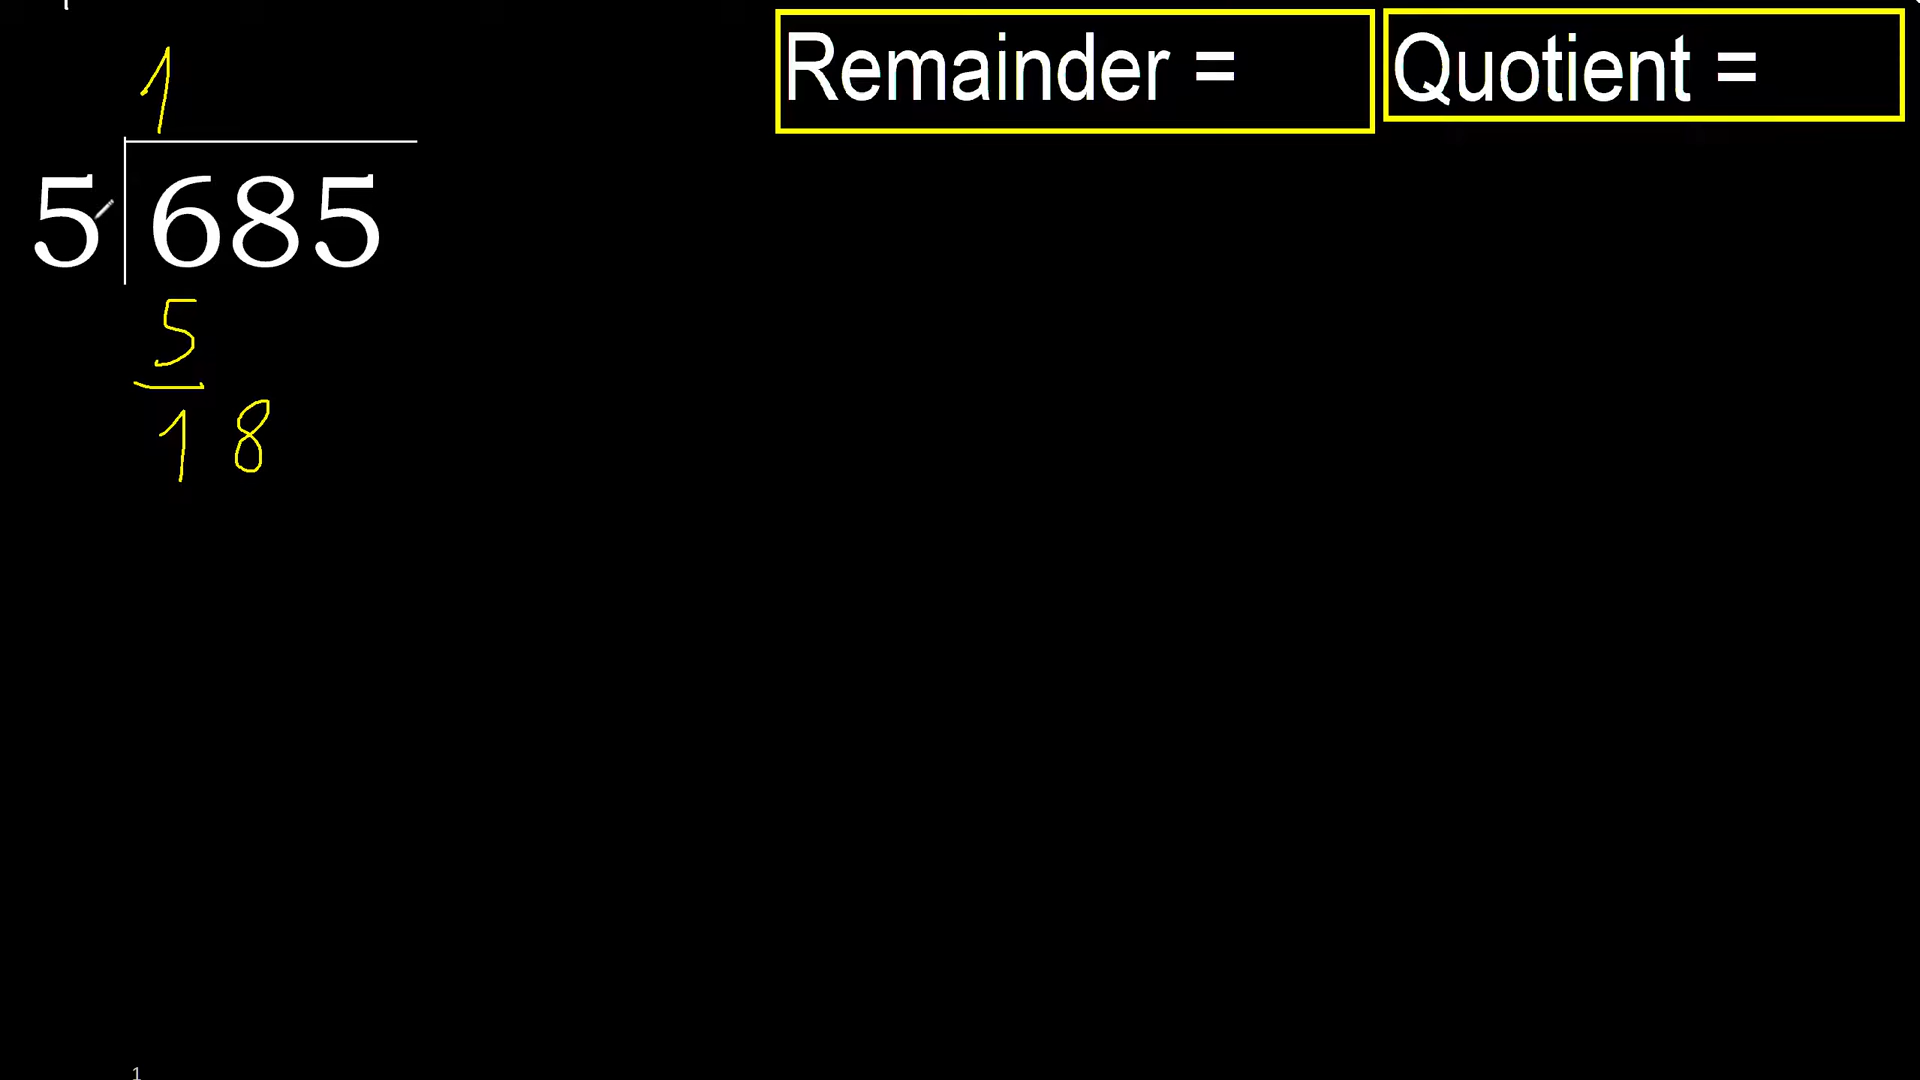 Remainder =
Quotient =
1
5 685
5
18
1